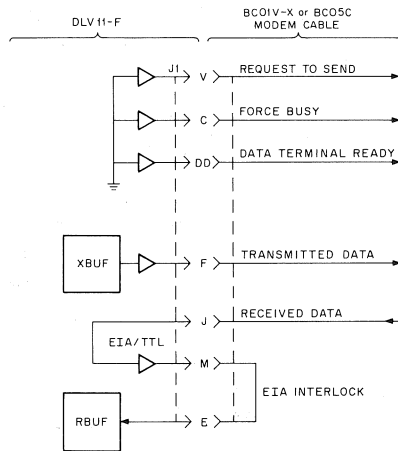 DLV11-F
BC01V-X or BC05C
MODEM CABLE
J1
V
REQUEST TO SEND
C
FORCE BUSY
DD
DATA TERMINAL READY
XBUF
F
TRANSMITTED DATA
J
RECEIVED DATA
EIA/TTL
M
EIA INTERLOCK
RBUF
E